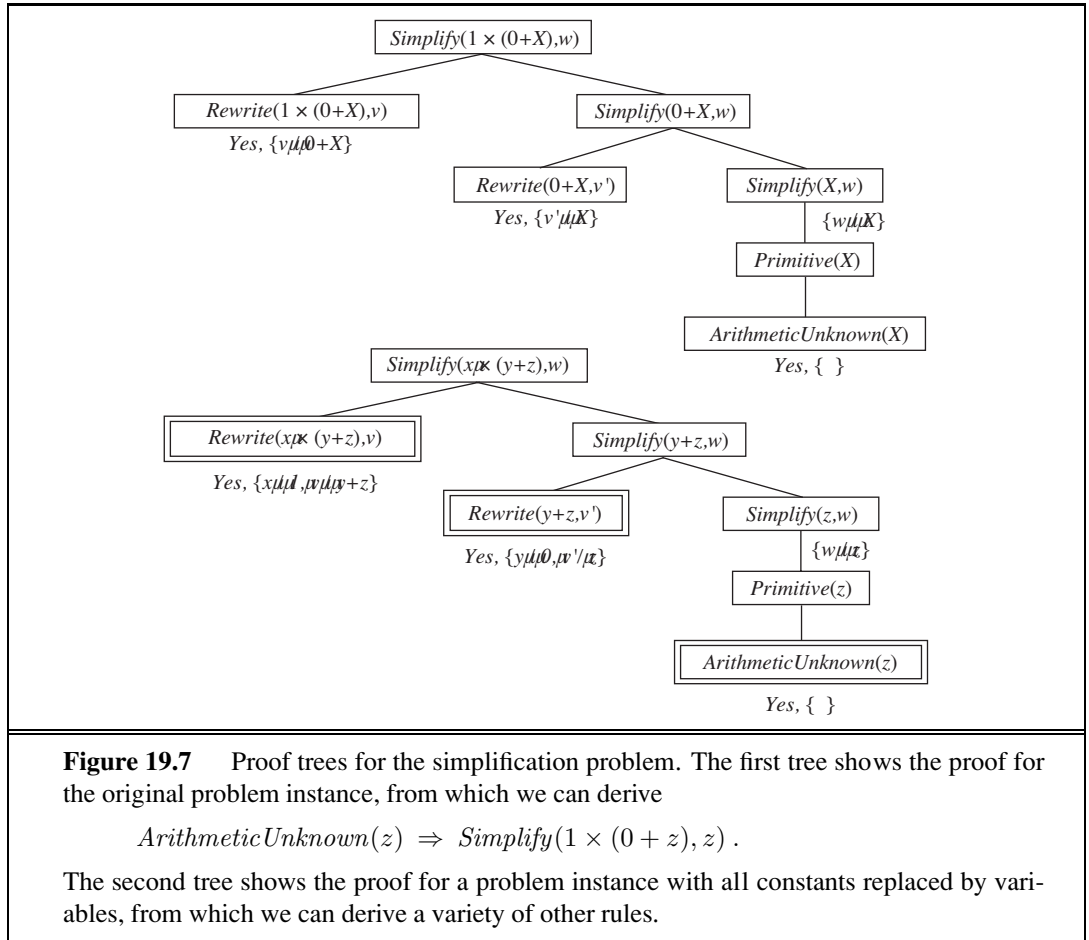 Simplify(1 × (0+X),w)
Rewrite(1 × (0+X),v)
Simplify(0+X,w)
Yes, {v/0+X}
Rewrite(0+X,v')
Simplify(X,w)
Yes, {v'/X}
{w/X}
Primitive(X)
ArithmeticUnknown(X)
Yes, { }
Simplify(x × (y+z),w)
Rewrite(x × (y+z),v)
Simplify(y+z,w)
Yes, {x/1, v/y+z}
Rewrite(y+z,v')
Simplify(z,w)
Yes, {y/0, v'/z}
{w/z}
Primitive(z)
ArithmeticUnknown(z)
Yes, { }
Figure 19.7 Proof trees for the simplification problem. The first tree shows the proof for
the original problem instance, from which we can derive
ArithmeticUnknown(z) ⇒ Simplify(1 × (0 + z), z) .
The second tree shows the proof for a problem instance with all constants replaced by vari-
ables, from which we can derive a variety of other rules.